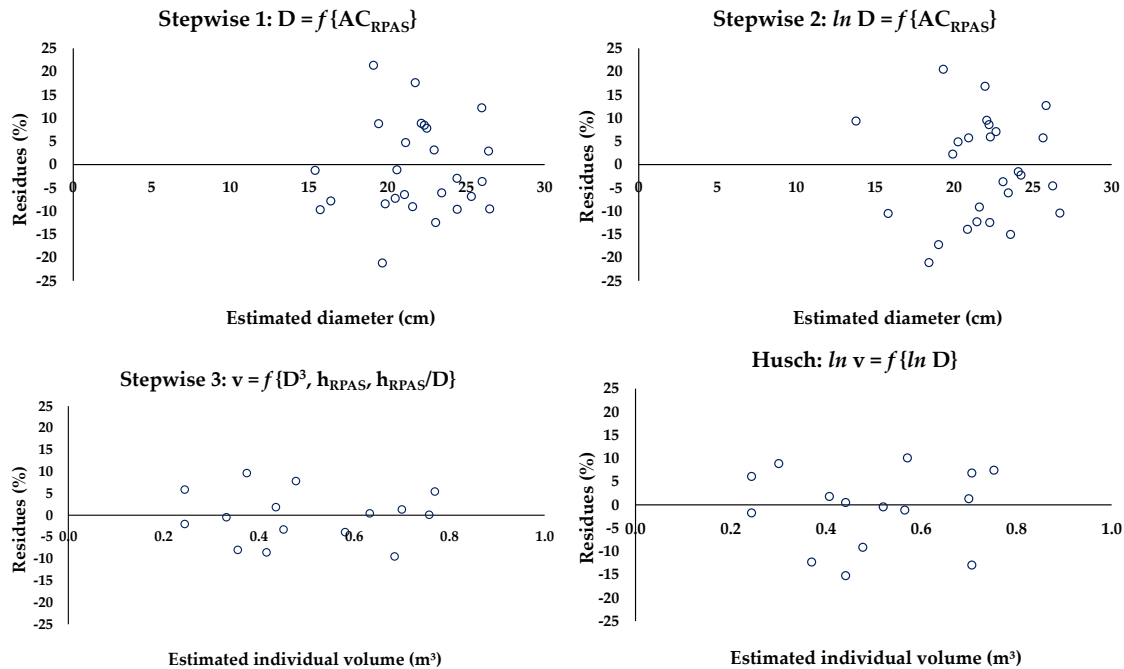 Stepwise 1: D = f {AC_RPAS}
25
20
15
10
5
0
-5
-10
-15
-20
-25
0 5 10 15 20 25 30
Residues (%)
Estimated diameter (cm)
Stepwise 2: ln D = f {AC_RPAS}
25
20
15
10
5
0
-5
-10
-15
-20
-25
0 5 10 15 20 25 30
Residues (%)
Estimated diameter (cm)
Stepwise 3: v = f {D³, h_RPAS, h_RPAS/D}
25
20
15
10
5
0
-5
-10
-15
-20
-25
0.0 0.2 0.4 0.6 0.8 1.0
Residues (%)
Estimated individual volume (m³)
Husch: ln v = f {ln D}
25
20
15
10
5
0
-5
-10
-15
-20
-25
0.0 0.2 0.4 0.6 0.8 1.0
Residues (%)
Estimated individual volume (m³)